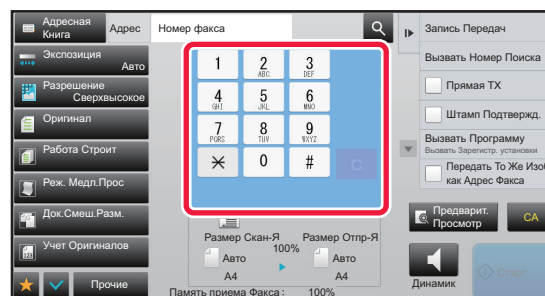 Адресная
Книга
Адрес
Номер факса
Экспозиция
Авто
Разрешение
Сверхвысокое
Оригинал
Работа Строит
Реж. Медл.Прос
Док.Смеш.Разм.
Учет Оригиналов
Прочие
1 2 3
ABC DEF
4 5 6
GHI JKL MNO
7 8 9
PQRS TUV WXYZ
0 #
C
Размер Скан-Я
100%
Размер Отпр-Я
Авто
A4
Авто
A4
Память приема Факса: 100%
Запись Передач
Вызвать Номер Поиска
Прямая TX
Штамп Подтвержд.
Вызвать Программу
Вызвать Зарегистр. установки
Передать То Же Изоб
как Адрес Факса
Предварит.
Просмотр
CA
Динамик
Старт